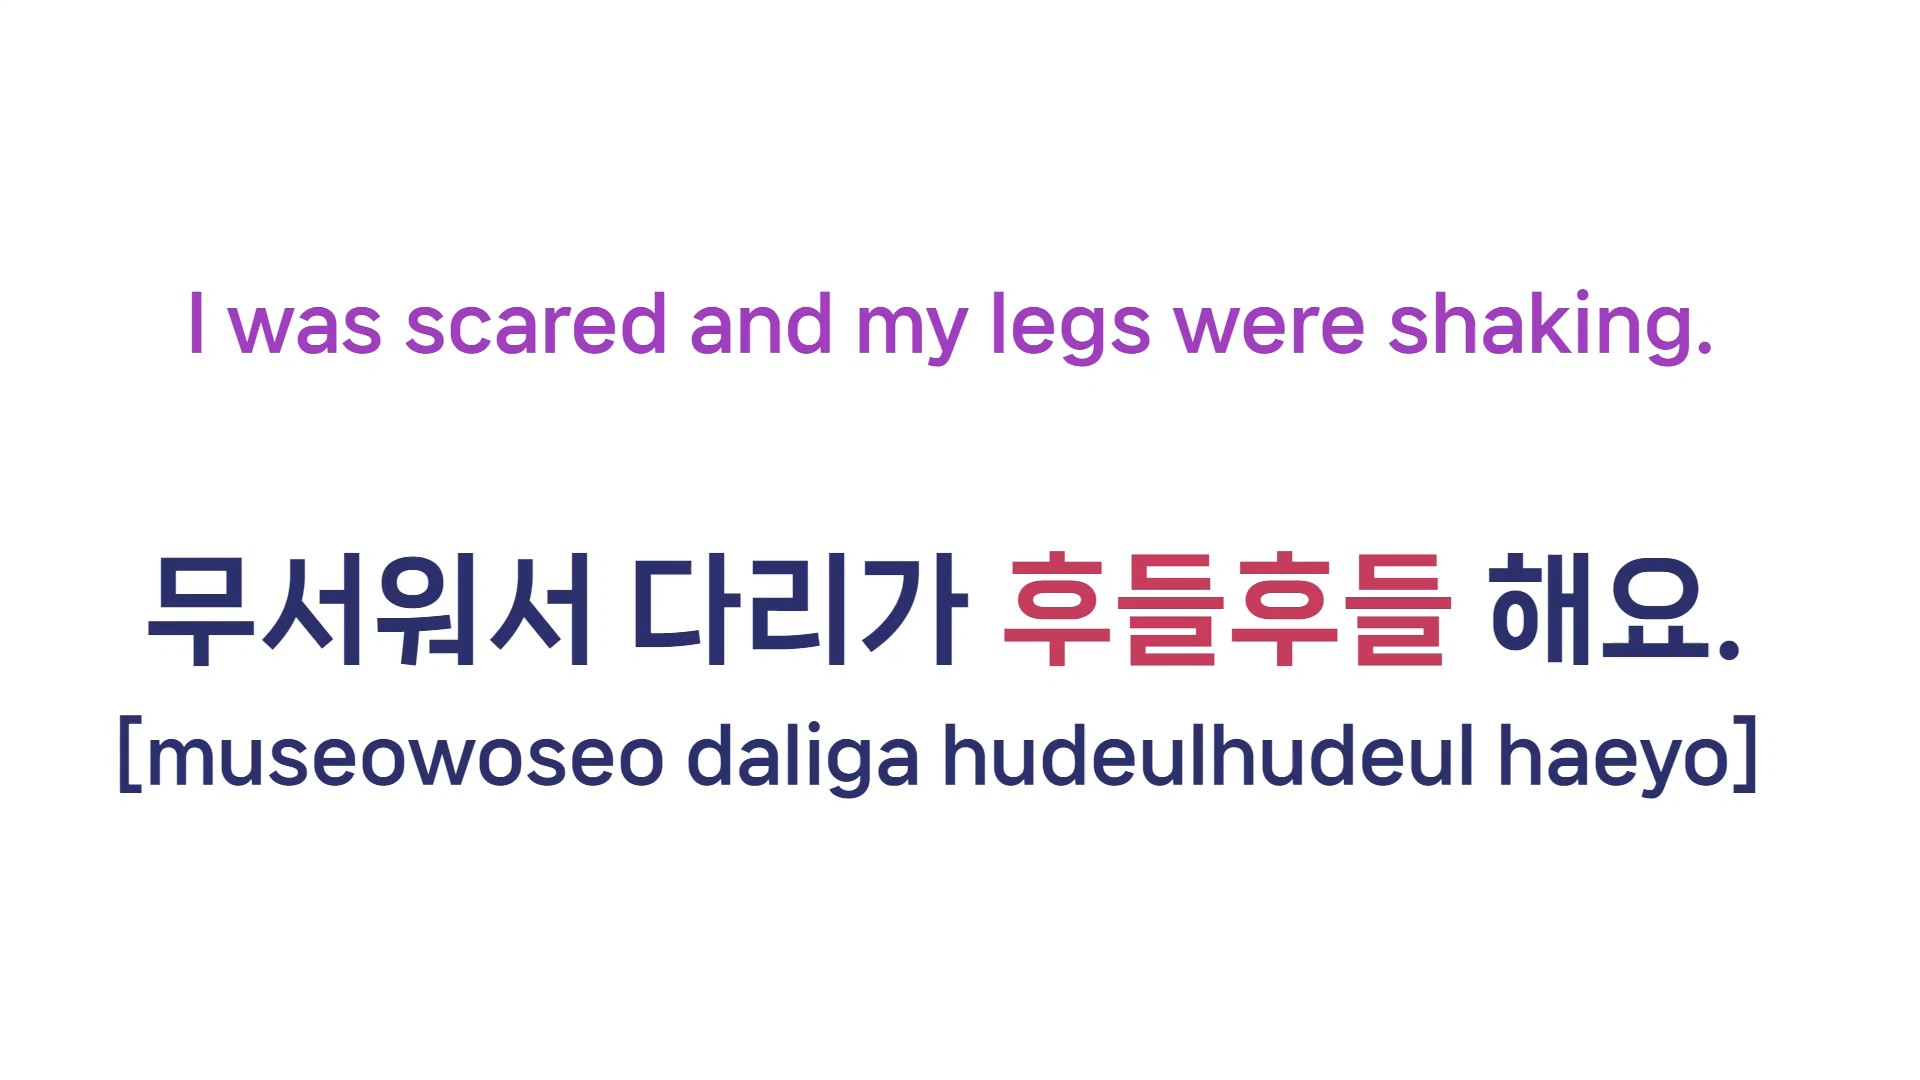 I was scared and my legs were shaking.
무서워서 다리가 후들후들 해요.
[museowoseo daliga hudeulhudeul haeyo]